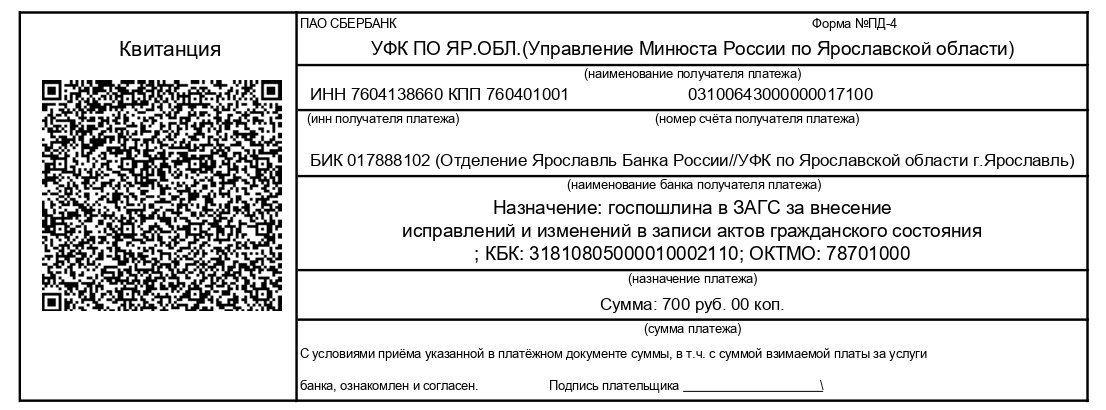 Квитанция
ПАО СБЕРБАНК Форма №ПД-4
УФК ПО ЯР.ОБЛ.(Управление Минюста России по Ярославской области)
(наименование получателя платежа)
ИНН 7604138660 КПП 760401001 03100643000000017100
(инн получателя платежа) (номер счёта получателя платежа)
БИК 017888102 (Отделение Ярославль Банка России//УФК по Ярославской области г.Ярославль)
(наименование банка получателя платежа)
Назначение: госпошлина в ЗАГС за внесение
исправлений и изменений в записи актов гражданского состояния
; КБК: 31810805000010002110; ОКТМО: 78701000
(назначение платежа)
Сумма: 700 руб. 00 коп.
(сумма платежа)
С условиями приёма указанной в платёжном документе суммы, в т.ч. с суммой взимаемой платы за услуги
банка, ознакомлен и согласен. Подпись плательщика ____________________\